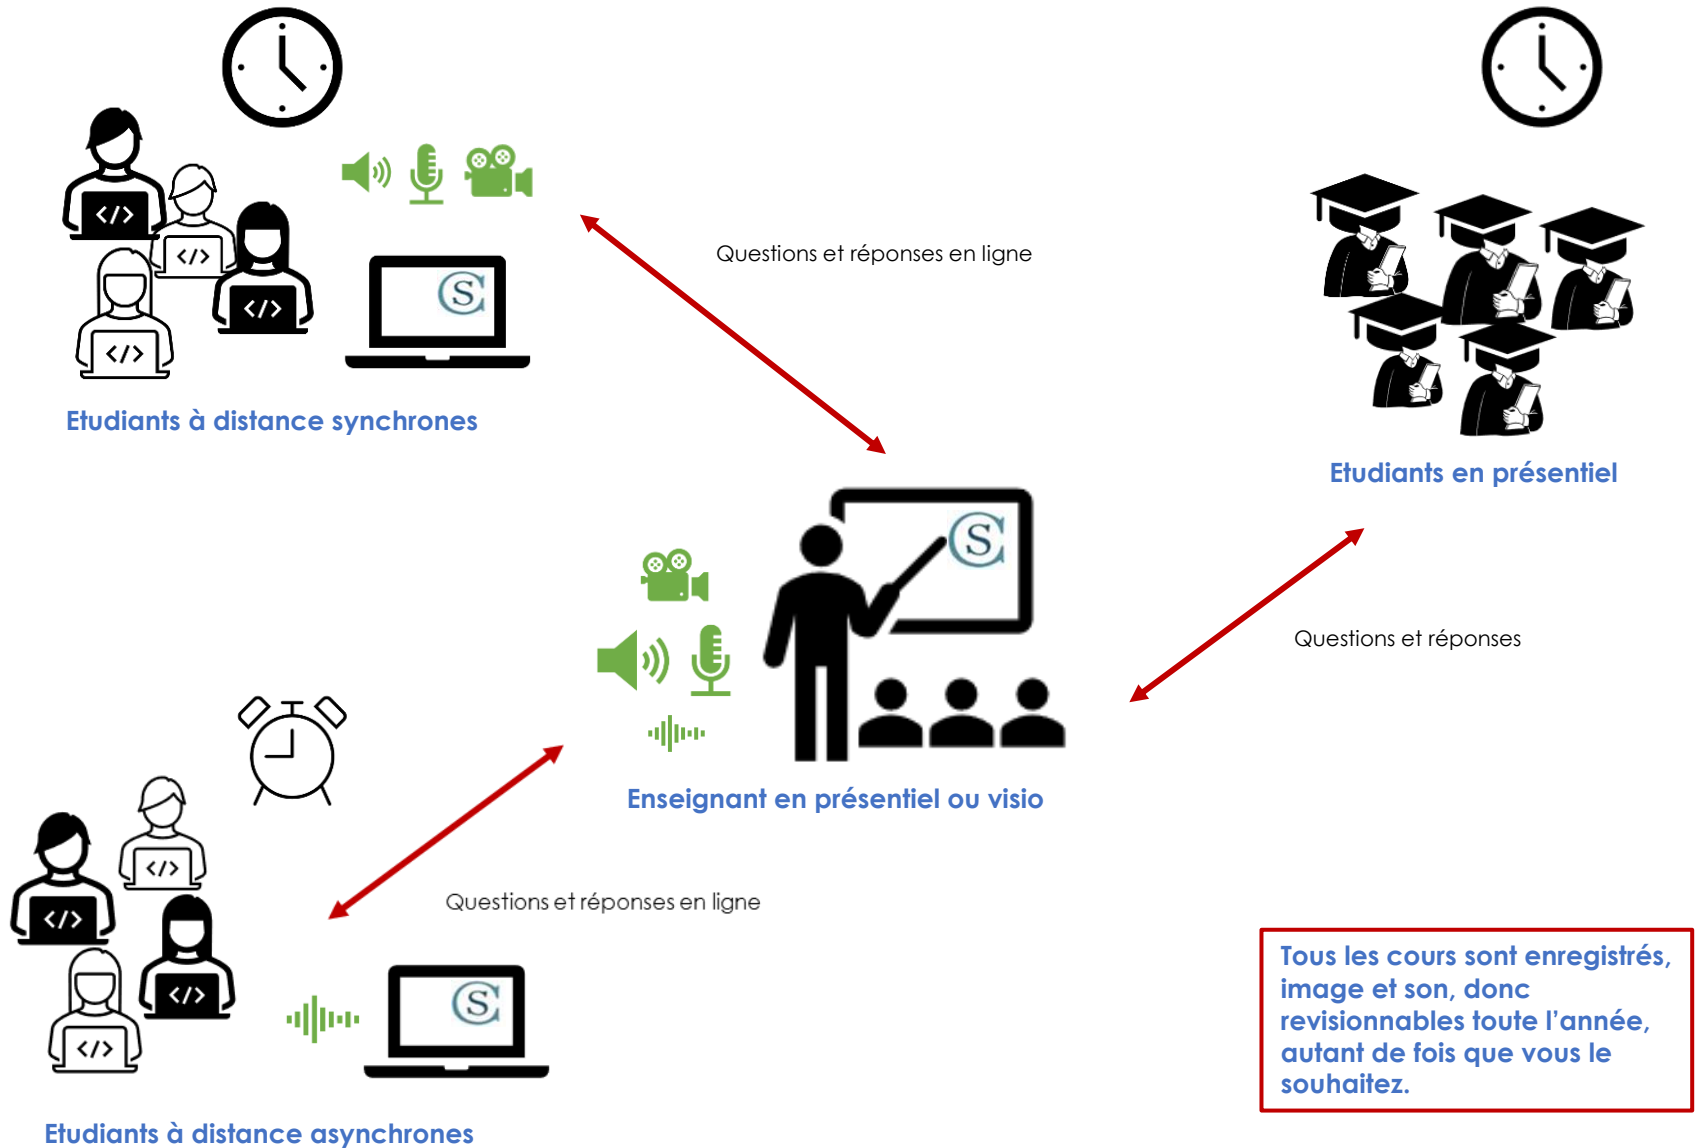 </>
</>
</>
</>
S
C
Questions et réponses en ligne
Etudiants à distance synchrones
Etudiants en présentiel
S
C
Questions et réponses
Enseignant en présentiel ou visio
</>
</>
</>
</>
Questions et réponses en ligne
S
C
Tous les cours sont enregistrés,
image et son, donc
revisionnables toute l’année,
autant de fois que vous le
souhaitez.
Etudiants à distance asynchrones